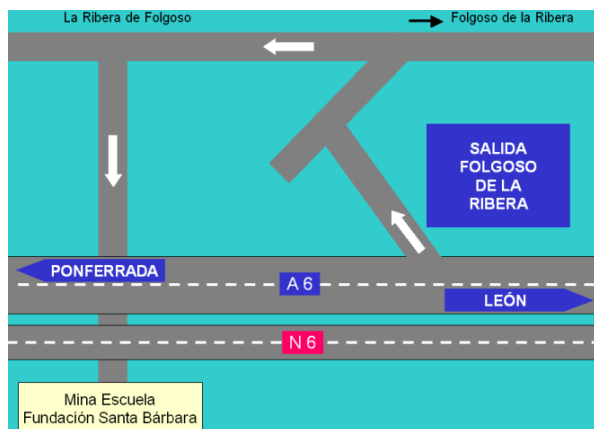 La Ribera de Folgoso
Folgoso de la Ribera
SALIDA
FOLGOSO
DE LA
RIBERA
PONFERRADA
A 6
LEÓN
N 6
Mina Escuela
Fundación Santa Bárbara